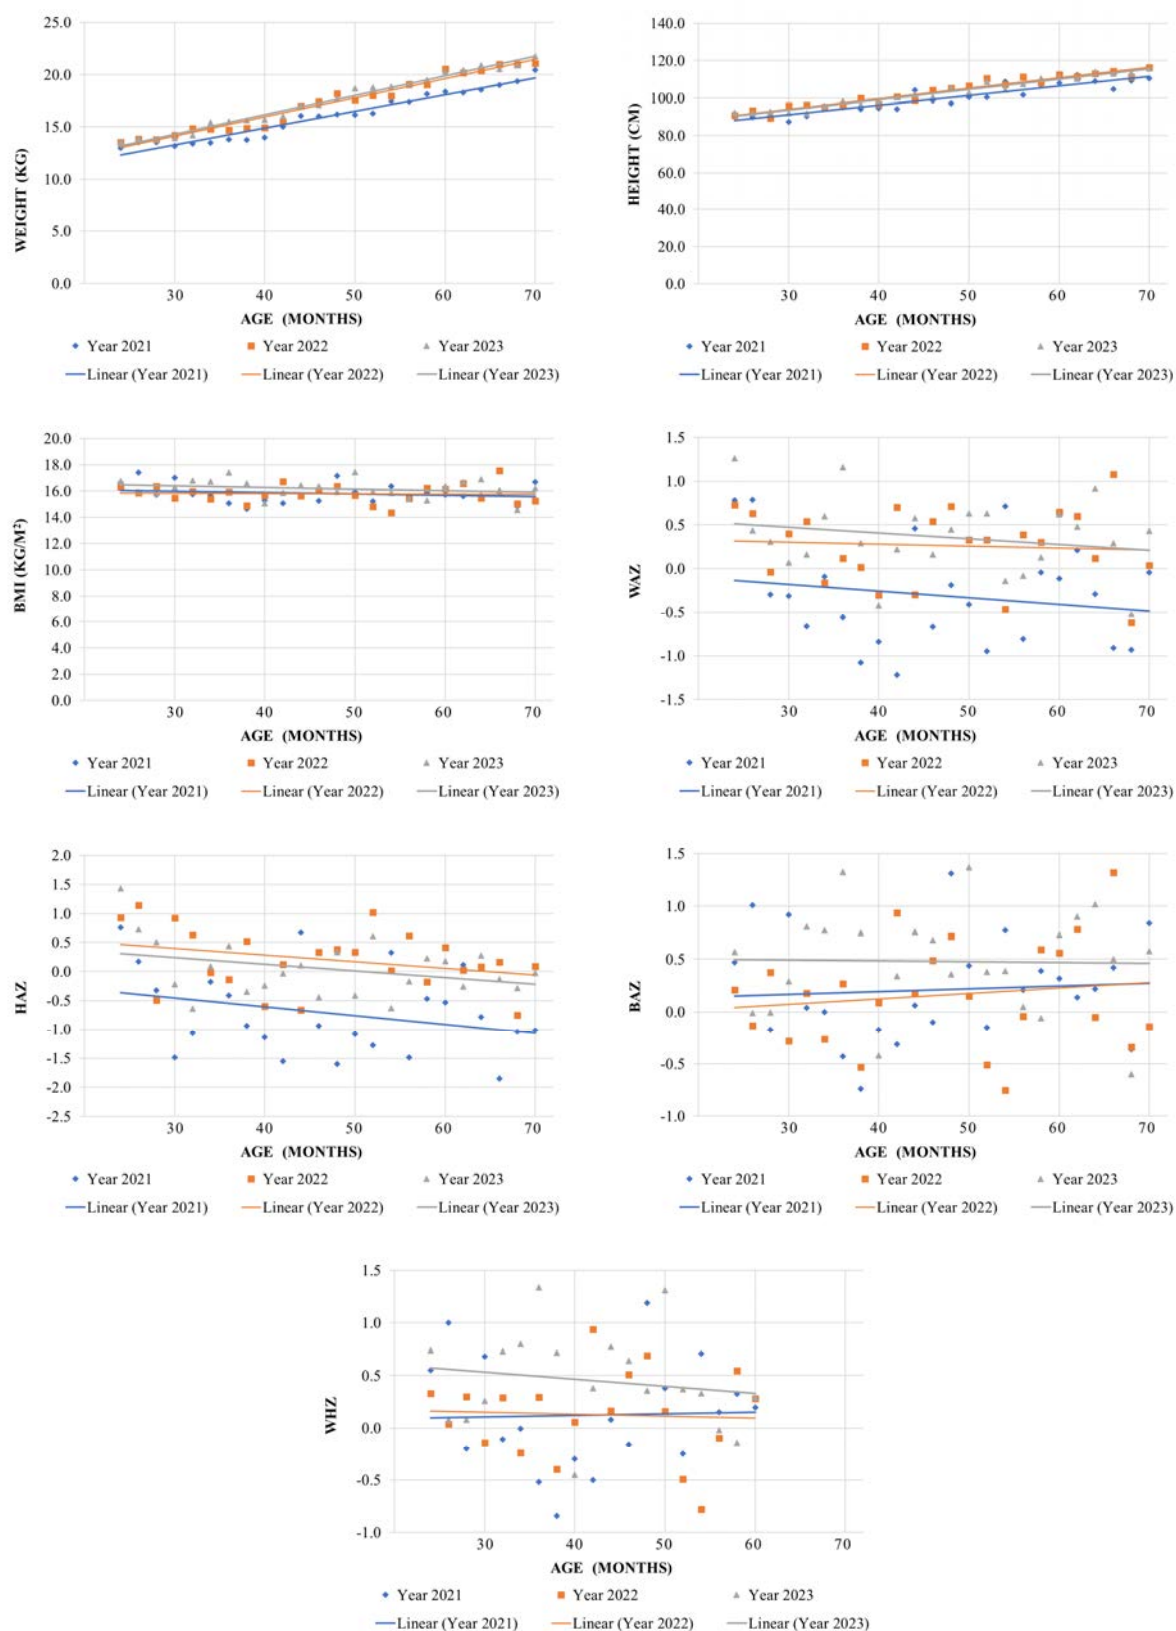 25.0
20.0
15.0
10.0
5.0
0.0
WEIGHT (KG)
30 40 50 60 70
AGE (MONTHS)
Year 2021 Year 2022 Year 2023
Linear (Year 2021) Linear (Year 2022) Linear (Year 2023)
140.0
120.0
100.0
80.0
60.0
40.0
20.0
0.0
HEIGHT (CM)
30 40 50 60 70
AGE (MONTHS)
Year 2021 Year 2022 Year 2023
Linear (Year 2021) Linear (Year 2022) Linear (Year 2023)
20.0
18.0
16.0
14.0
12.0
10.0
8.0
6.0
4.0
2.0
0.0
BMI (KG/M²)
30 40 50 60 70
AGE (MONTHS)
Year 2021 Year 2022 Year 2023
Linear (Year 2021) Linear (Year 2022) Linear (Year 2023)
1.5
1.0
0.5
0.0
-0.5
-1.0
-1.5
WAZ
30 40 50 60 70
AGE (MONTHS)
Year 2021 Year 2022 Year 2023
Linear (Year 2021) Linear (Year 2022) Linear (Year 2023)
2.0
1.5
1.0
0.5
0.0
-0.5
-1.0
-1.5
-2.0
-2.5
HAZ
30 40 50 60 70
AGE (MONTHS)
Year 2021 Year 2022 Year 2023
Linear (Year 2021) Linear (Year 2022) Linear (Year 2023)
1.5
1.0
0.5
0.0
-0.5
-1.0
BAZ
30 40 50 60 70
AGE (MONTHS)
Year 2021 Year 2022 Year 2023
Linear (Year 2021) Linear (Year 2022) Linear (Year 2023)
1.5
1.0
0.5
0.0
-0.5
-1.0
WHZ
30 40 50 60 70
AGE (MONTHS)
Year 2021 Year 2022 Year 2023
Linear (Year 2021) Linear (Year 2022) Linear (Year 2023)